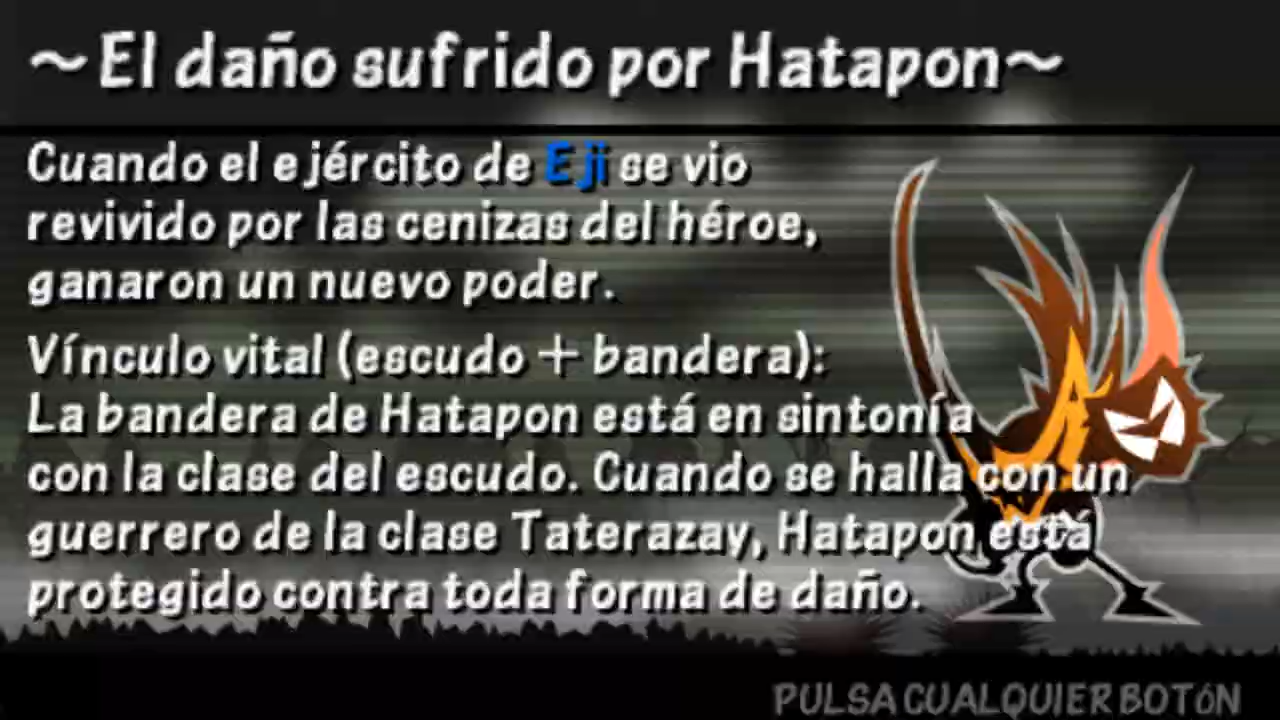 ～El daño sufrido por Hatapon～
Cuando el ejército de Eji se vio
revivido por las cenizas del héroe,
ganaron un nuevo poder.
Vínculo vital (escudo + bandera):
La bandera de Hatapon está en sintonía
con la clase del escudo. Cuando se halla con un
guerrero de la clase Taterazay, Hatapon está
protegido contra toda forma de daño.
PULSA CUALQUIER BOTÓN